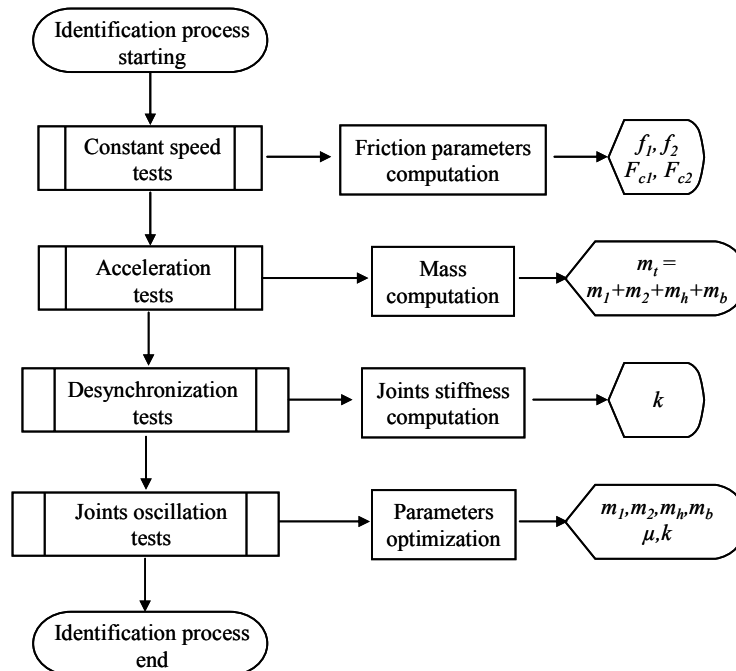 Identification process
starting
Constant speed
tests
Friction parameters
computation
f1, f2
Fc1, Fc2
Acceleration
tests
Mass
computation
mt =
m1+m2+mh+mb
Desynchronization
tests
Joints stiffness
computation
k
Joints oscillation
tests
Parameters
optimization
m1,m2,mh,mb
μ,k
Identification process
end